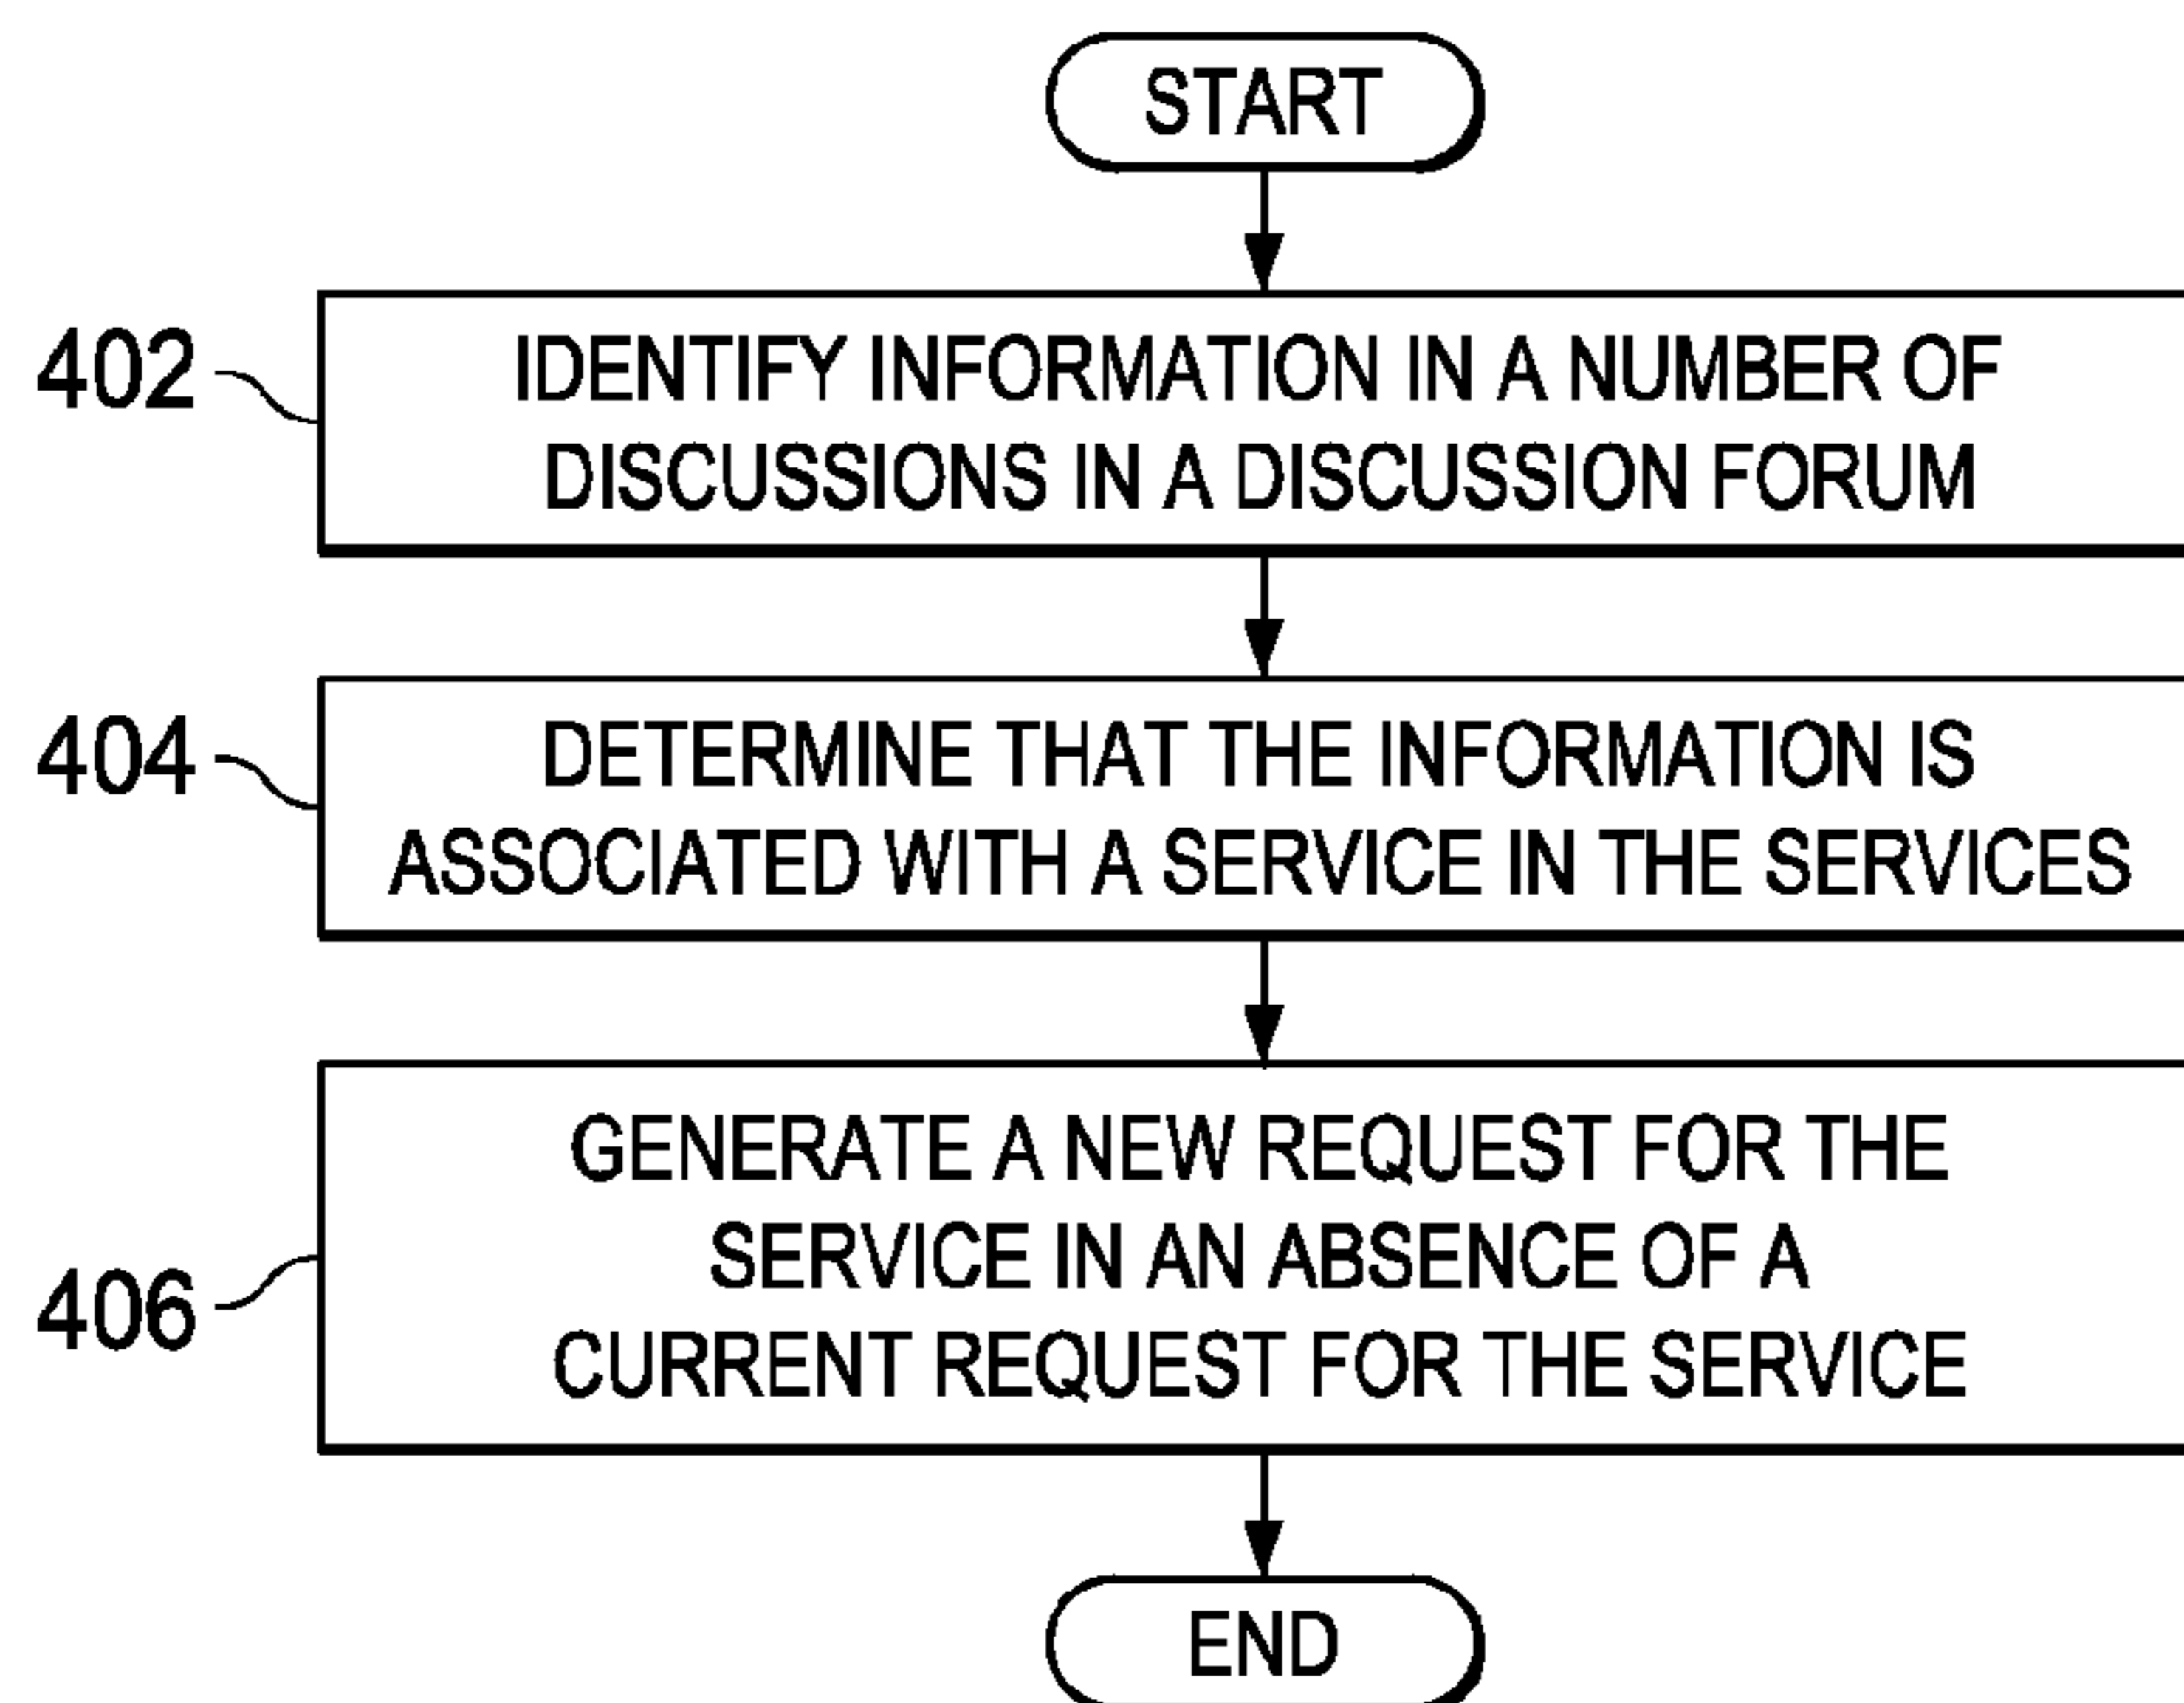 START
402
IDENTIFY INFORMATION IN A NUMBER OF
DISCUSSIONS IN A DISCUSSION FORUM
404
DETERMINE THAT THE INFORMATION IS
ASSOCIATED WITH A SERVICE IN THE SERVICES
406
GENERATE A NEW REQUEST FOR THE
SERVICE IN AN ABSENCE OF A
CURRENT REQUEST FOR THE SERVICE
END